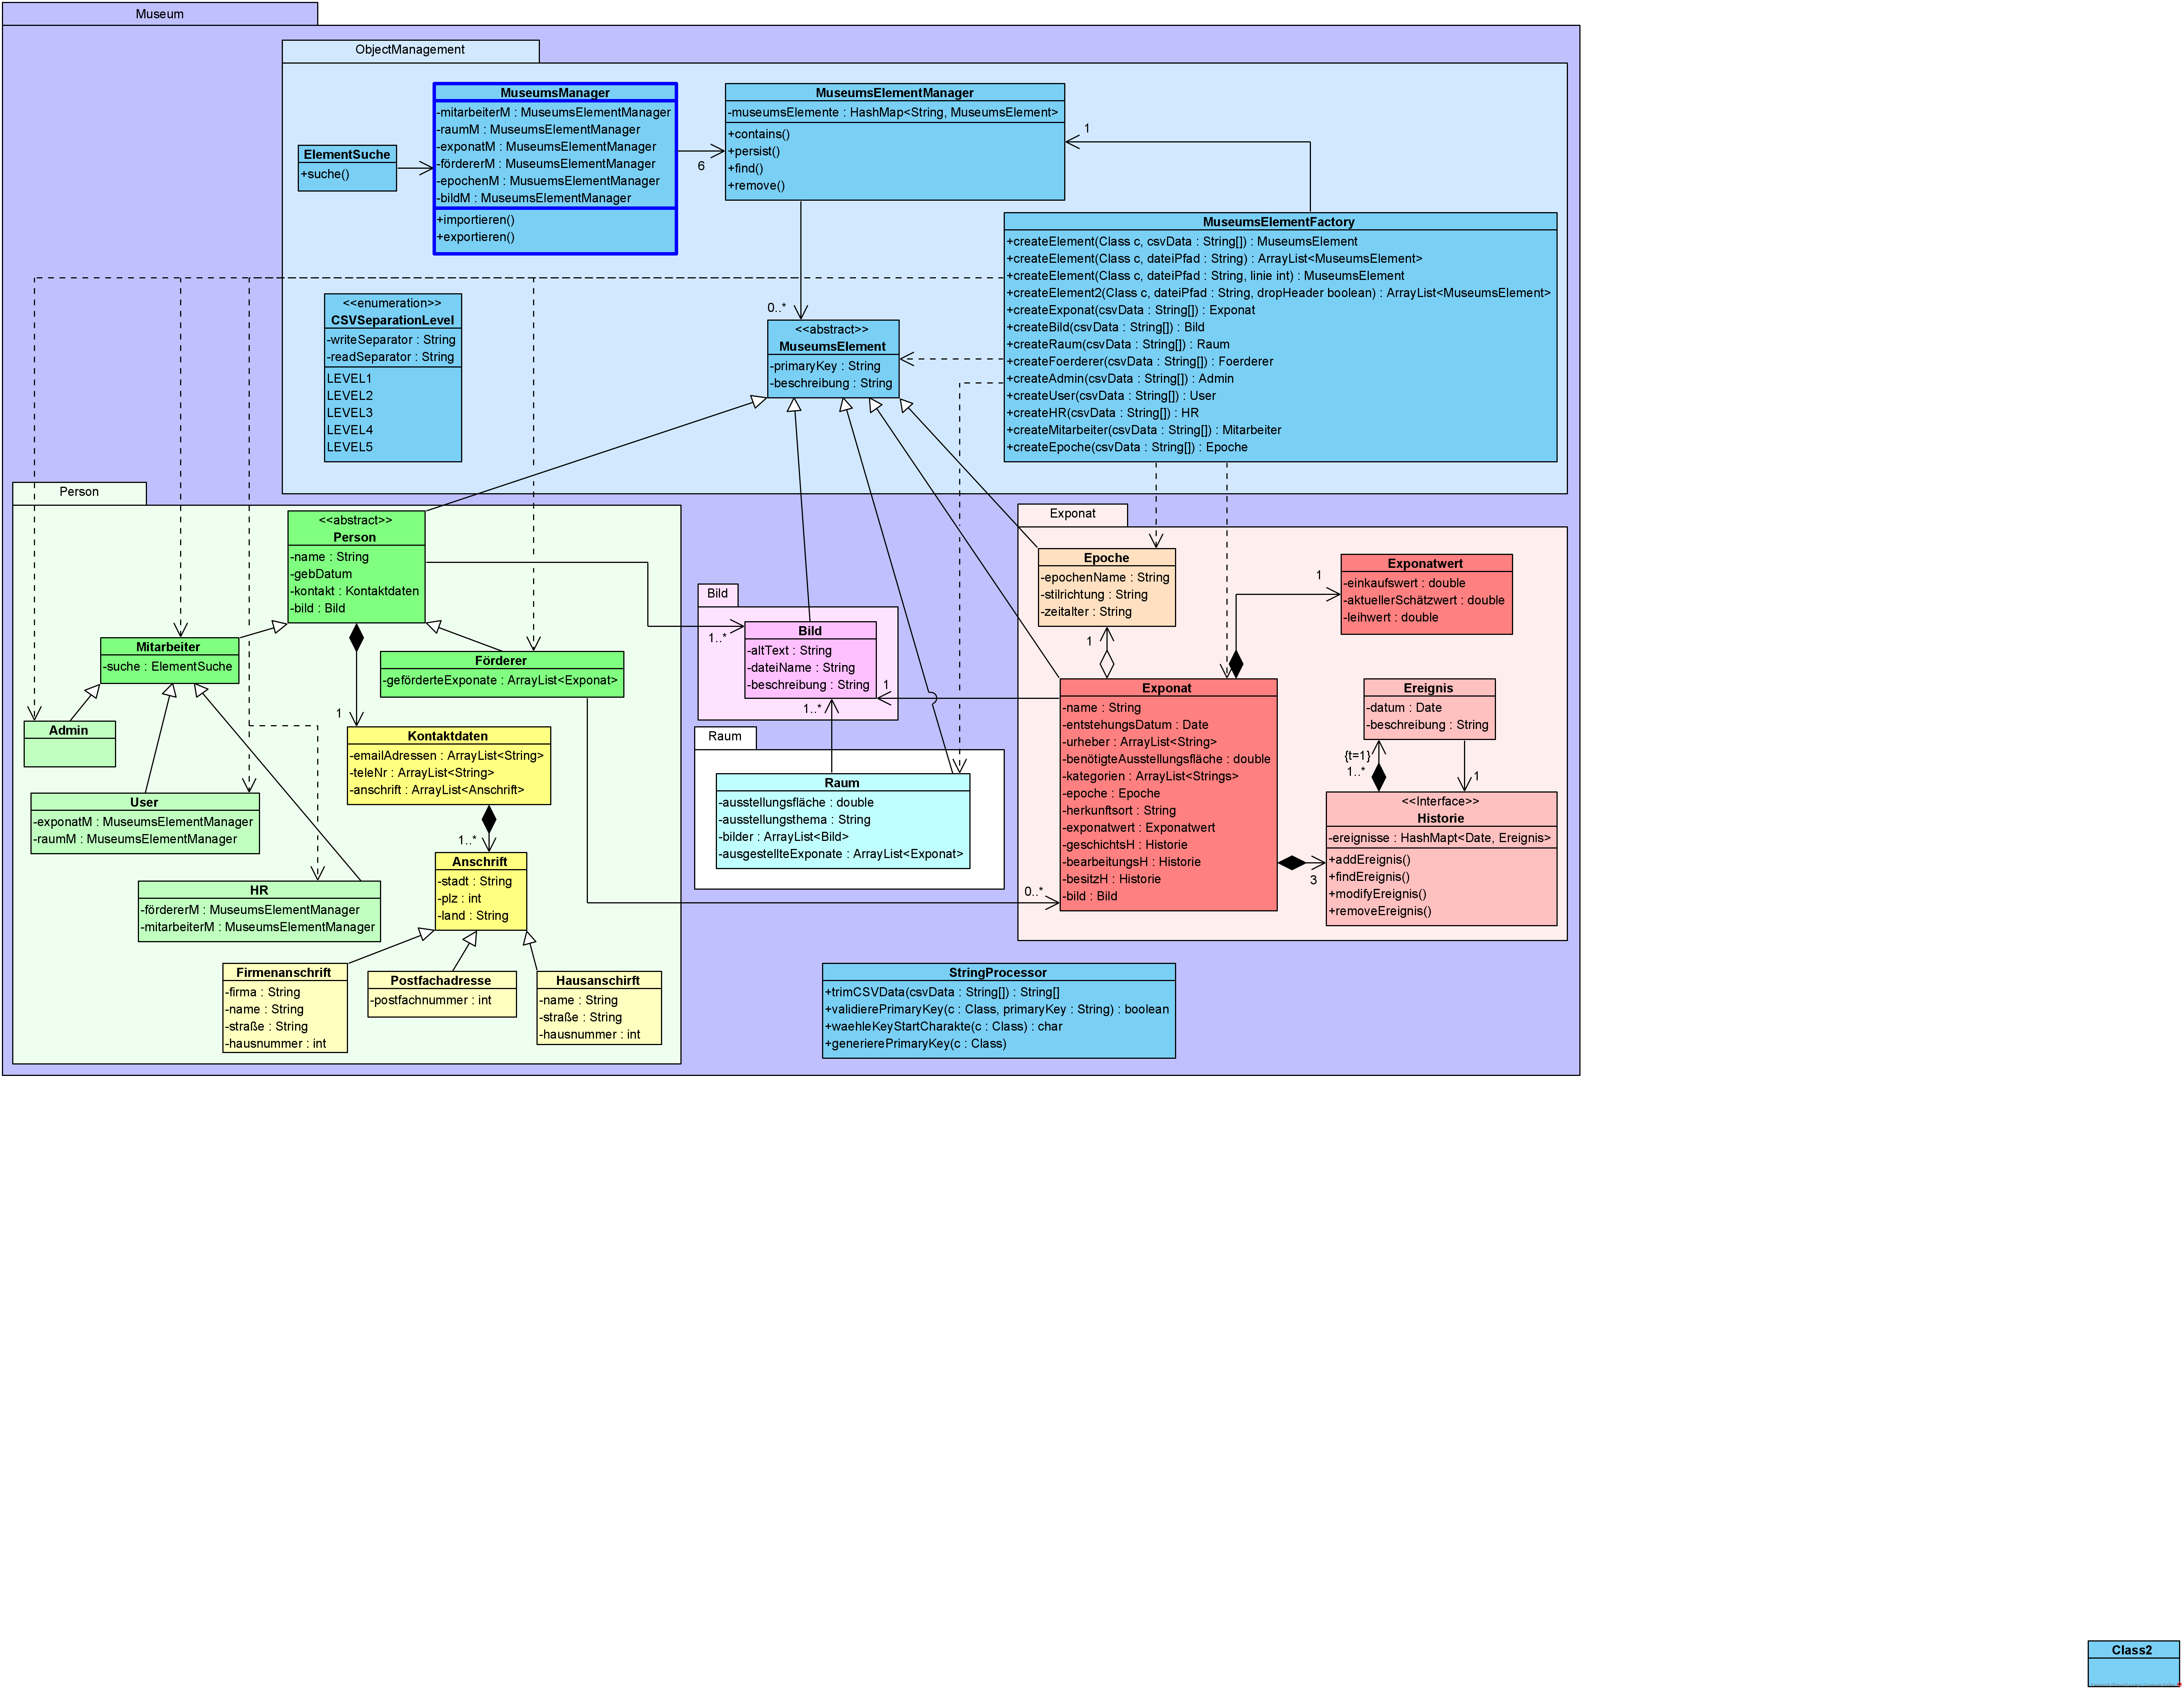 Museum
ObjectManagement
ElementSuche
+suche()
MuseumsManager
-mitarbeiterM : MuseumsElementManager
-raumM : MuseumsElementManager
-exponatM : MuseumsElementManager
-fördererM : MuseumsElementManager
-epochenM : MusuemsElementManager
-bildM : MuseumsElementManager
+importieren()
+exportieren()
6
MuseumsElementManager
-museumsElemente : HashMap<String, MuseumsElement>
+contains()
+persist()
+find()
+remove()
1
0..*
MuseumsElementFactory
+createElement(Class c, csvData : String[]) : MuseumsElement
+createElement(Class c, dateiPfad : String) : ArrayList<MuseumsElement>
+createElement(Class c, dateiPfad : String, linie int) : MuseumsElement
+createElement2(Class c, dateiPfad : String, dropHeader boolean) : ArrayList<MuseumsElement>
+createExponat(csvData : String[]) : Exponat
+createBild(csvData : String[]) : Bild
+createRaum(csvData : String[]) : Raum
+createFoerderer(csvData : String[]) : Foerderer
+createAdmin(csvData : String[]) : Admin
+createUser(csvData : String[]) : User
+createHR(csvData : String[]) : HR
+createMitarbeiter(csvData : String[]) : Mitarbeiter
+createEpoche(csvData : String[]) : Epoche
<<enumeration>>
CSVSeparationLevel
-writeSeparator : String
-readSeparator : String
LEVEL1
LEVEL2
LEVEL3
LEVEL4
LEVEL5
<<abstract>>
MuseumsElement
-primaryKey : String
-beschreibung : String
Person
<<abstract>>
Person
-name : String
-gebDatum
-kontakt : Kontaktdaten
-bild : Bild
Mitarbeiter
-suche : ElementSuche
Förderer
-geförderteExponate : ArrayList<Exponat>
Admin
User
-exponatM : MuseumsElementManager
-raumM : MuseumsElementManager
HR
-fördererM : MuseumsElementManager
-mitarbeiterM : MuseumsElementManager
1
Kontaktdaten
-emailAdressen : ArrayList<String>
-teleNr : ArrayList<String>
-anschrift : ArrayList<Anschrift>
1..*
Anschrift
-stadt : String
-plz : int
-land : String
Firmenanschrift
-firma : String
-name : String
-straße : String
-hausnummer : int
Postfachadresse
-postfachnummer : int
Hausanschirft
-name : String
-straße : String
-hausnummer : int
Bild
1..*
Bild
-altText : String
-dateiName : String
-beschreibung : String
1
1..*
Raum
Raum
-ausstellungsfläche : double
-ausstellungsthema : String
-bilder : ArrayList<Bild>
-ausgestellteExponate : ArrayList<Exponat>
Exponat
Epoche
-epochenName : String
-stilrichtung : String
-zeitalter : String
1
Exponatwert
-einkaufswert : double
-aktuellerSchätzwert : double
-leihwert : double
1
Exponat
-name : String
-entstehungsDatum : Date
-urheber : ArrayList<String>
-benötigteAusstellungsfläche : double
-kategorien : ArrayList<Strings>
-epoche : Epoche
-herkunftsort : String
-exponatwert : Exponatwert
-geschichtsH : Historie
-bearbeitungsH : Historie
-besitzH : Historie
-bild : Bild
0..*
3
Ereignis
-datum : Date
-beschreibung : String
{t=1}
1..*
1
<<Interface>>
Historie
-ereignisse : HashMapt<Date, Ereignis>
+addEreignis()
+findEreignis()
+modifyEreignis()
+removeEreignis()
StringProcessor
+trimCSVData(csvData : String[]) : String[]
+validierePrimaryKey(c : Class, primaryKey : String) : boolean
+waehleKeyStartCharakte(c : Class) : char
+generierePrimaryKey(c : Class)
Class2